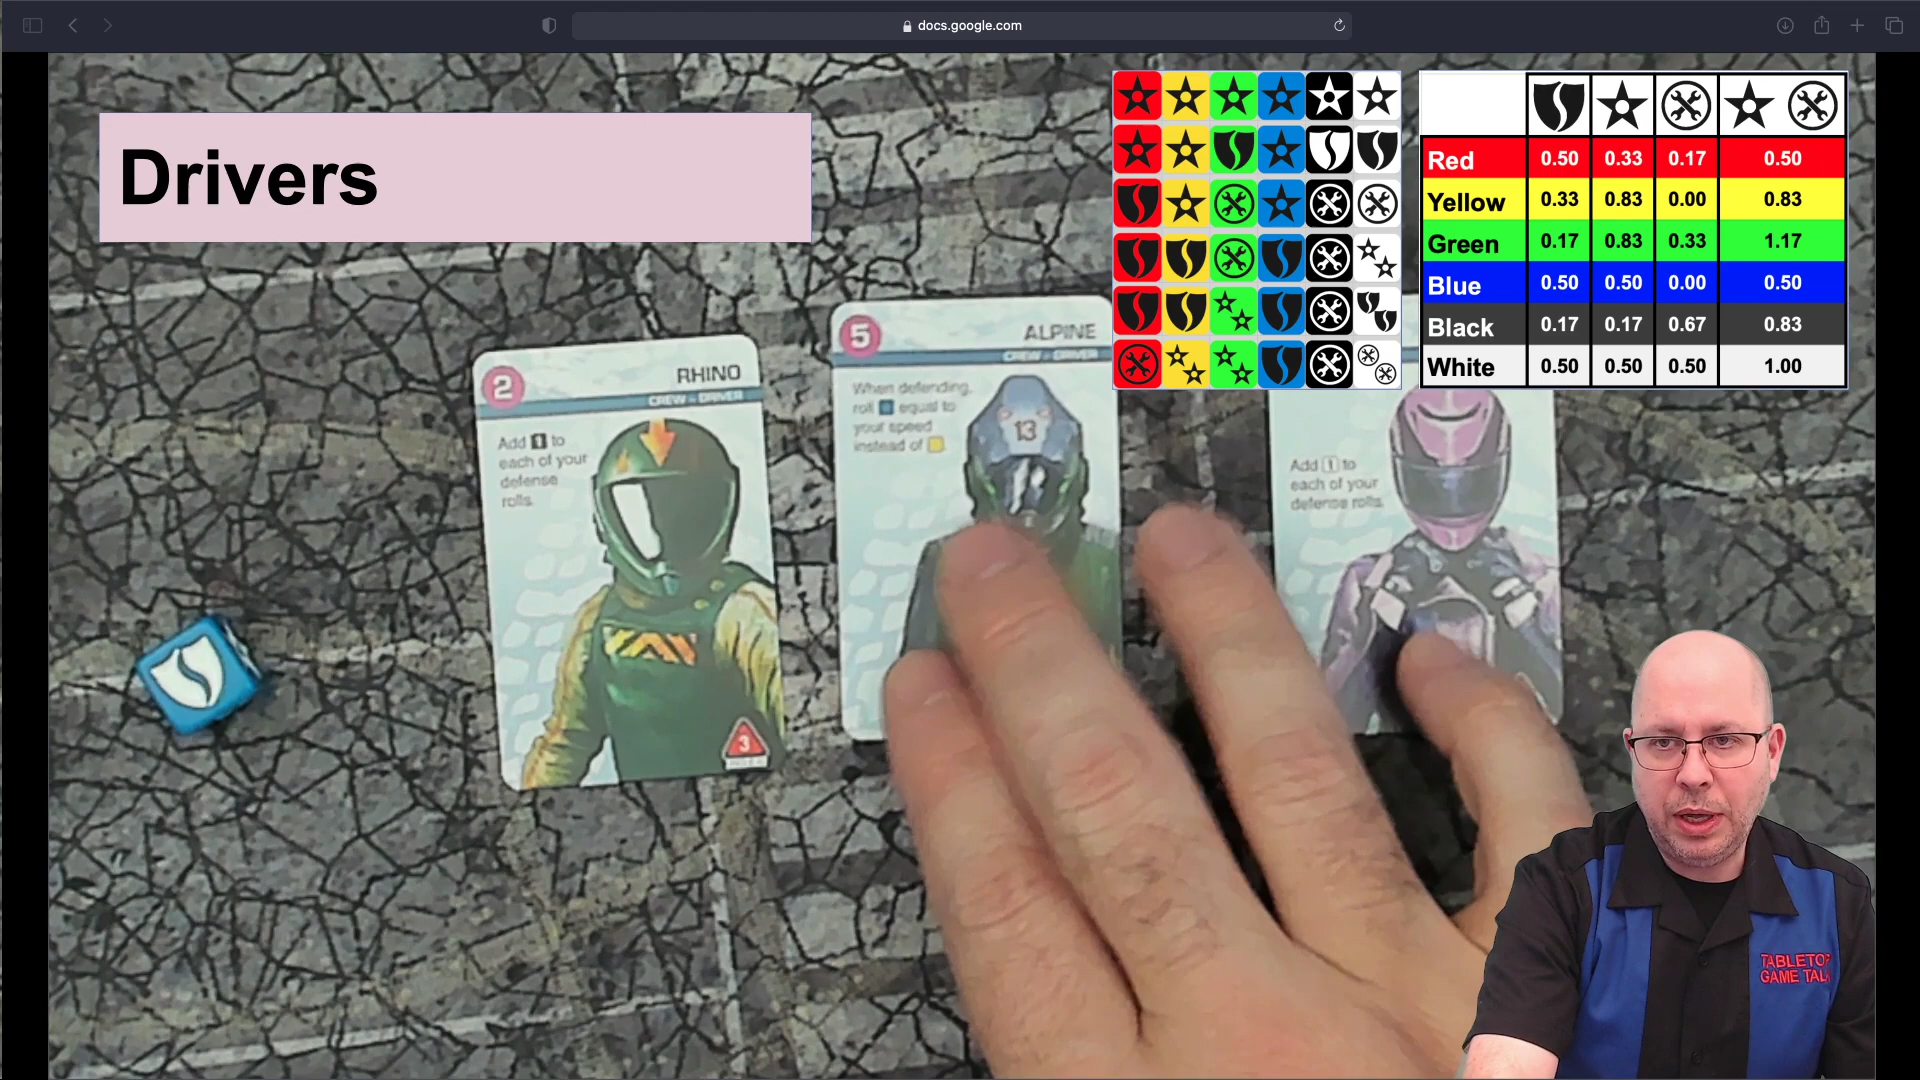 docs.google.com
Drivers
Red 0.50 0.33 0.17 0.50
Yellow 0.33 0.83 0.00 0.83
Green 0.17 0.83 0.33 1.17
Blue 0.50 0.50 0.00 0.50
Black 0.17 0.17 0.67 0.83
White 0.50 0.50 0.50 1.00
2
RHINO
CREW - DRIVER
Add 1 to
each of your
defense
rolls.
3
5
ALPINE
CREW - DRIVER
When defending,
roll equal to
your speed
instead of
13
Add 1 to
each of your
defense rolls.
TABLETOP
GAME TALK